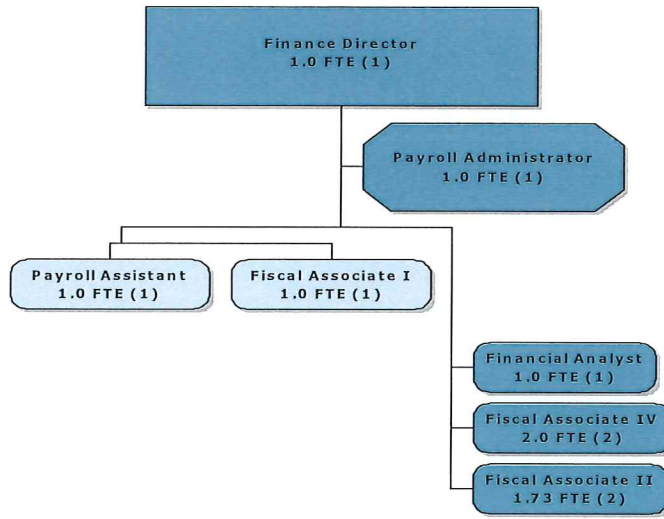 Finance Director
1.0 FTE (1)
Payroll Administrator
1.0 FTE (1)
Payroll Assistant
1.0 FTE (1)
Fiscal Associate I
1.0 FTE (1)
Financial Analyst
1.0 FTE (1)
Fiscal Associate IV
2.0 FTE (2)
Fiscal Associate II
1.73 FTE (2)